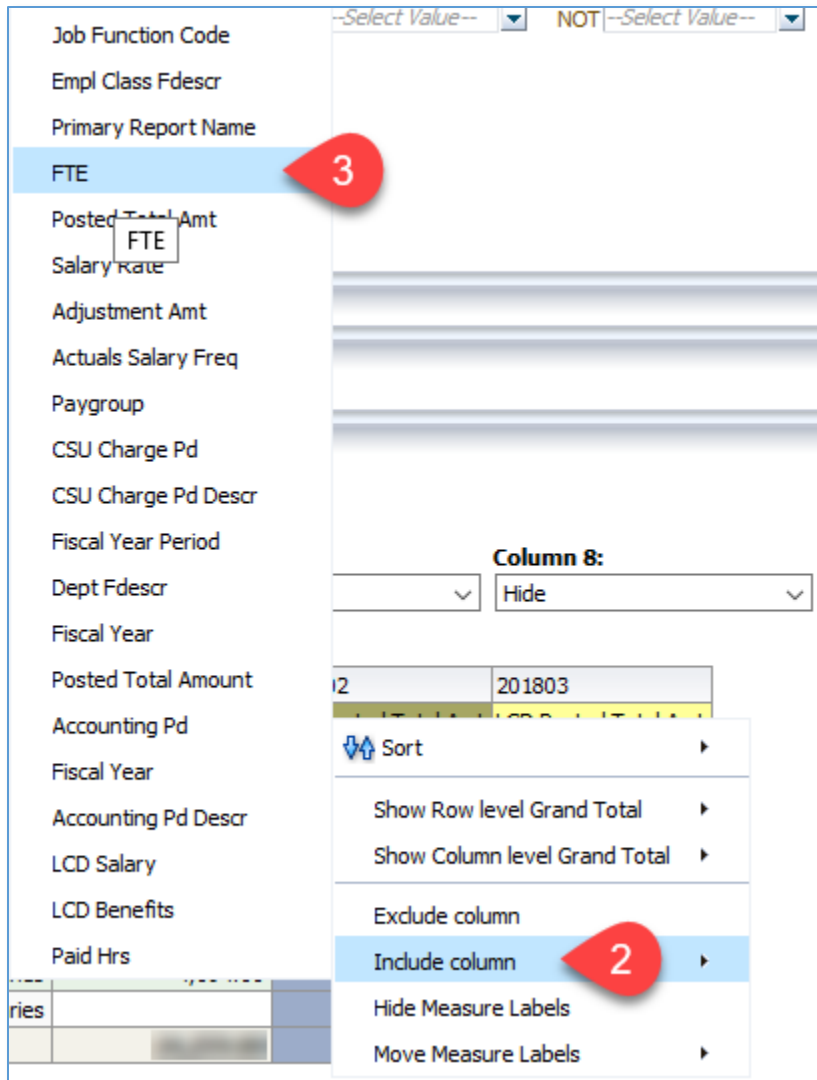 --Select Value-- NOT --Select Value--
Job Function Code
Empl Class Fdescr
Primary Report Name
FTE
3
Posted Total Amt
FTE
Salary Rate
Adjustment Amt
Actuals Salary Freq
Paygroup
CSU Charge Pd
CSU Charge Pd Descr
Fiscal Year Period
Dept Fdescr
Fiscal Year
Posted Total Amount
Accounting Pd
Fiscal Year
Accounting Pd Descr
LCD Salary
LCD Benefits
Paid Hrs
Column 8:
Hide
201803
LCD Posted Total Amt
Sort
Show Row level Grand Total
Show Column level Grand Total
Exclude column
Include column
2
Hide Measure Labels
Move Measure Labels
ries